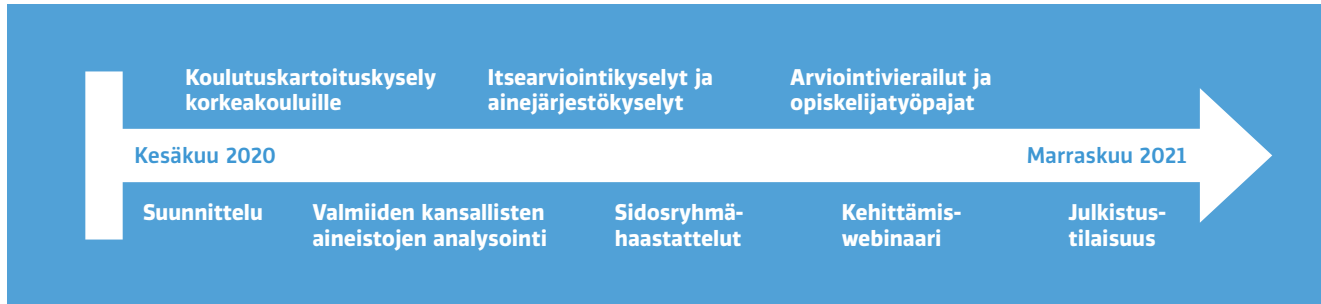 Koulutuskartoituskysely
korkeakouluille
Itsearviointikyselyt ja
ainejärjestökyselyt
Arviointivierailut ja
opiskelijatyöpajat
Kesäkuu 2020
Marraskuu 2021
Suunnittelu
Valmiiden kansallisten
aineistojen analysointi
Sidosryhmä-
haastattelut
Kehittämis-
webinaari
Julkistus-
tilaisuus